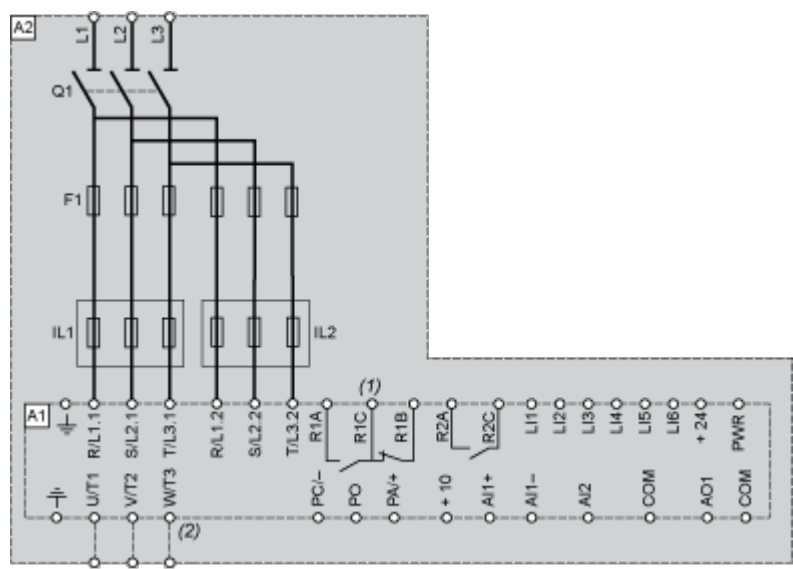 A2
L1 L2 L3
Q1
F1
IL1 IL2
(1)
A1
R/L1.1 S/L2.1 T/L3.1 R/L1.2 S/L2.2 T/L3.2 R1A R1C R1B R2A R2C LI1 LI2 LI3 LI4 LI5 LI6 + 24 PWR
U/T1 V/T2 W/T3 PC/– PO PA/+ + 10 AI1+ AI1– AI2 COM AO1 COM
(2)